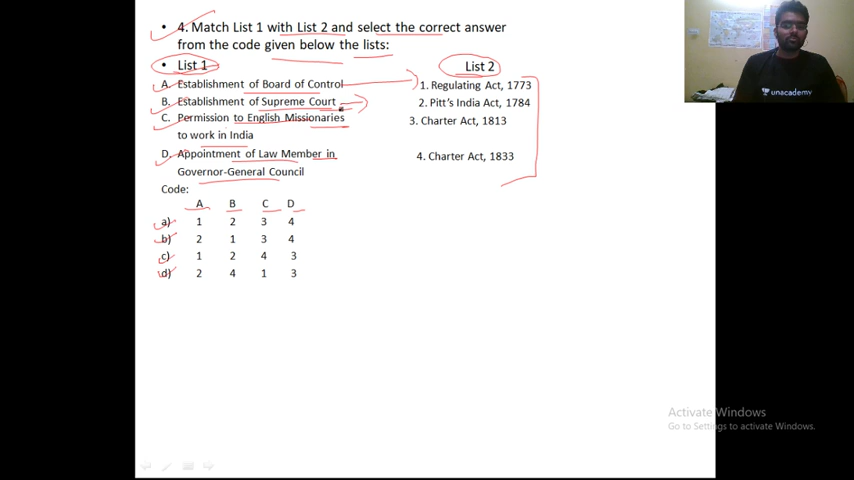 • 4. Match List 1 with List 2 and select the correct answer
from the code given below the lists:
• List 1
List 2
A. Establishment of Board of Control
1. Regulating Act, 1773
B. Establishment of Supreme Court
2. Pitt's India Act, 1784
C. Permission to English Missionaries
3. Charter Act, 1813
to work in India
D. Appointment of Law Member in
4. Charter Act, 1833
Governor-General Council
Code:
A B C D
a) 1 2 3 4
b) 2 1 3 4
c) 1 2 4 3
d) 2 4 1 3
unacademy
Activate Windows
Go to Settings to activate Windows.